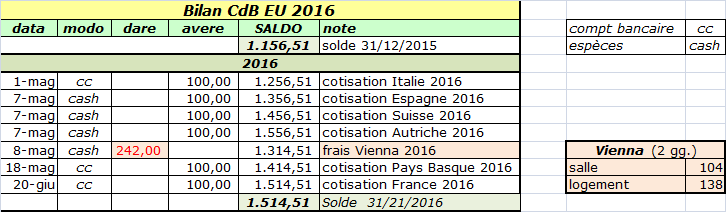 Bilan CdB EU 2016
data modo dare avere SALDO note
1.156,51 solde 31/12/2015
2016
1-mag cc 100,00 1.256,51 cotisation Italie 2016
7-mag cash 100,00 1.356,51 cotisation Espagne 2016
7-mag cash 100,00 1.456,51 cotisation Suisse 2016
7-mag cash 100,00 1.556,51 cotisation Autriche 2016
8-mag cash 242,00 1.314,51 frais Vienna 2016
18-mag cc 100,00 1.414,51 cotisation Pays Basque 2016
20-giu cc 100,00 1.514,51 cotisation France 2016
1.514,51 Solde 31/21/2016
compt bancaire cc
espèces cash
Vienna (2 gg.)
salle 104
logement 138